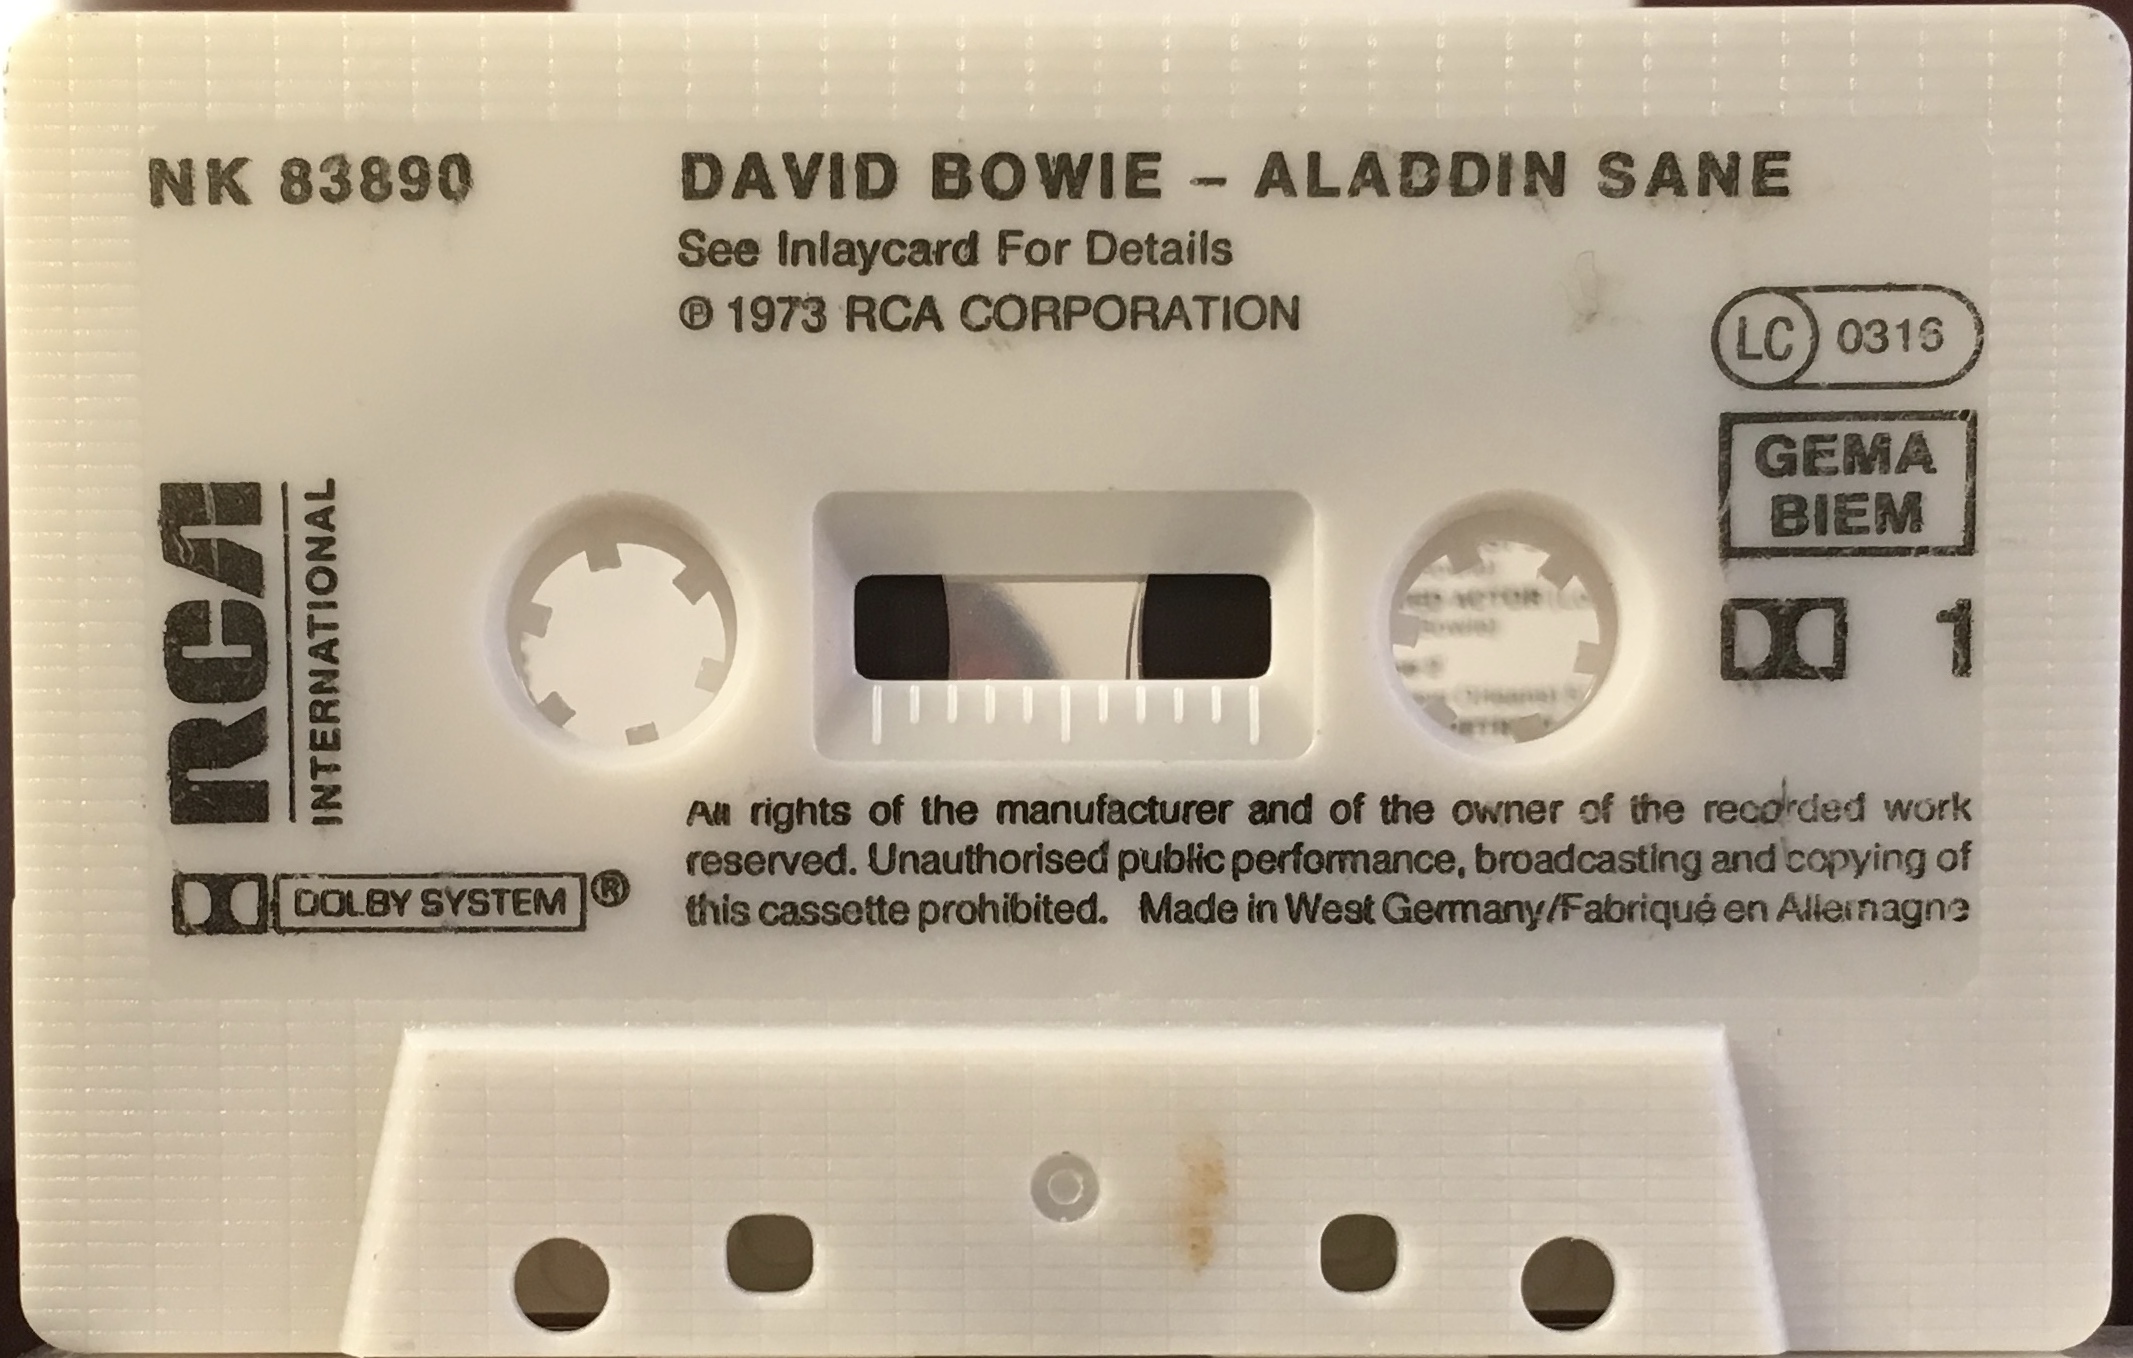 NK 83890
DAVID BOWIE – ALADDIN SANE
See Inlaycard For Details
℗ 1973 RCA CORPORATION
LC 0316
GEMA
BIEM
1
RCA
INTERNATIONAL
DOLBY SYSTEM ®
All rights of the manufacturer and of the owner of the recorded work
reserved. Unauthorised public performance, broadcasting and copying of
this cassette prohibited. Made in West Germany/Fabriqué en Allemagne